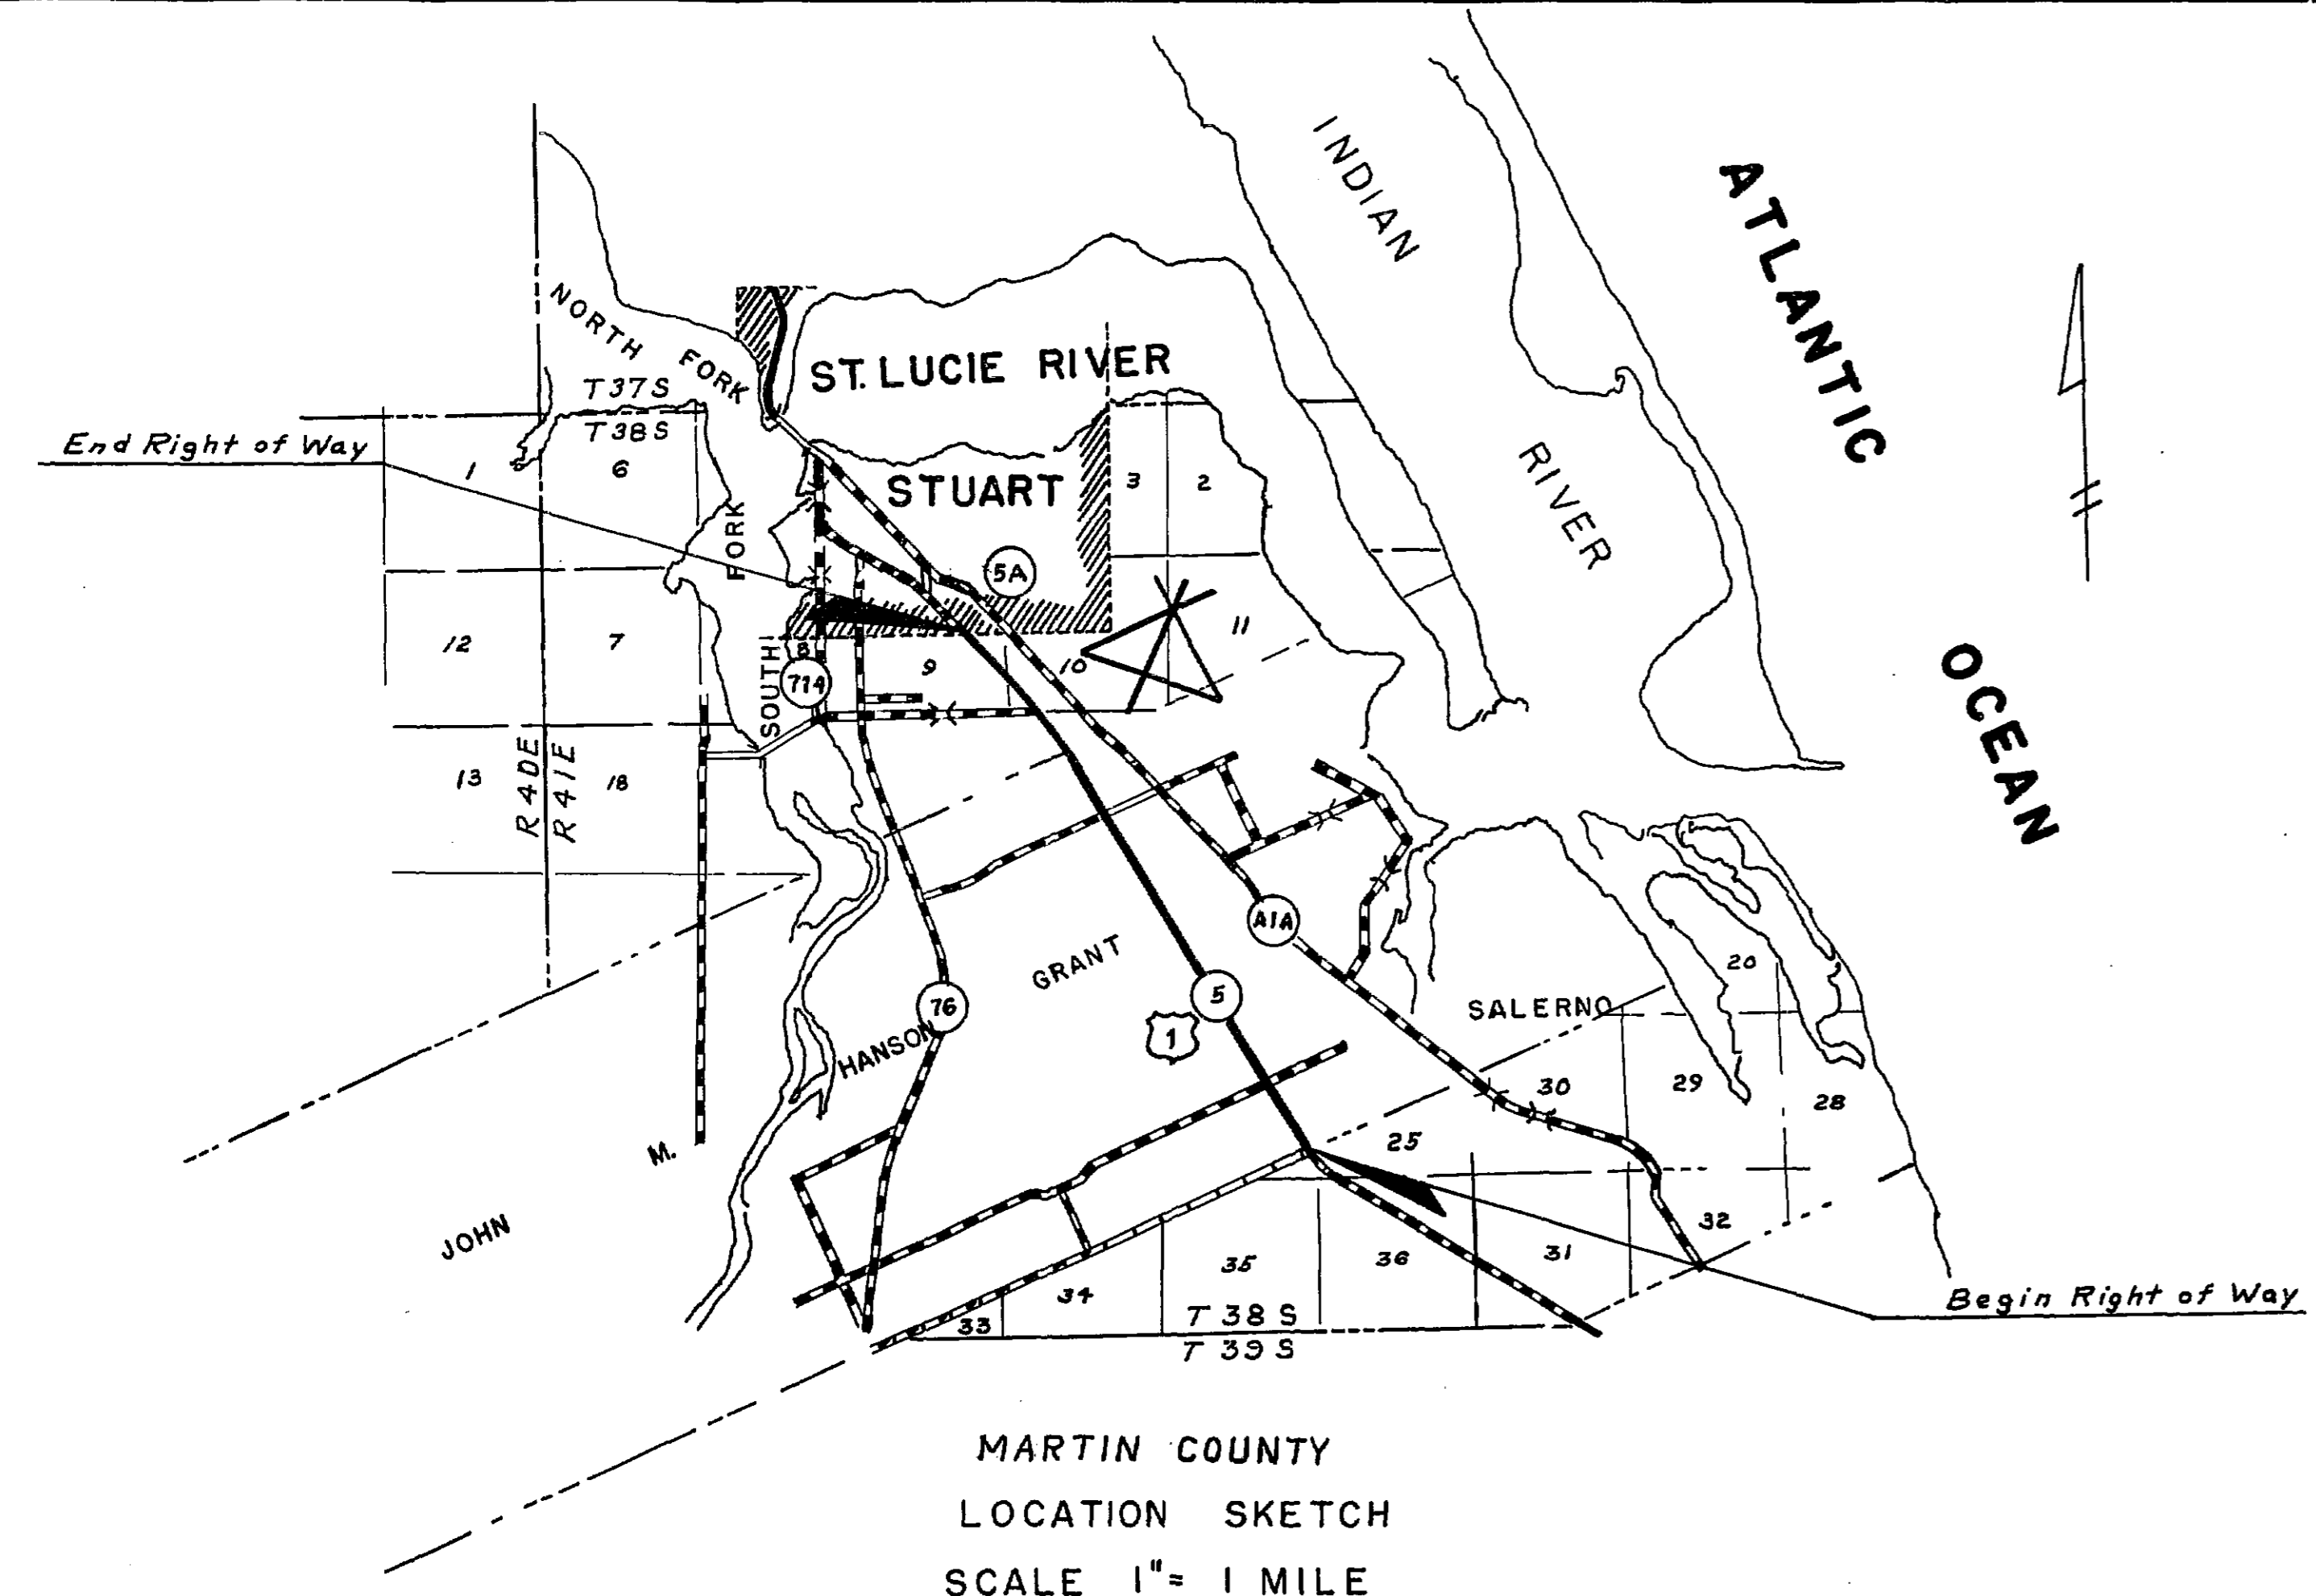 INDIAN
RIVER
ATLANTIC
OCEAN
NORTH FORK
ST. LUCIE RIVER
T37S
T38S
End Right of Way
1
6
STUART
3
2
FORK
5A
12
7
SOUTH
8
714
9
10
11
13
R40E
R41E
18
A1A
GRANT
20
76
5
1
SALERNO
HANSON
30
29
28
M.
25
JOHN
32
31
36
35
34
33
T 38 S
T 39 S
Begin Right of Way
MARTIN COUNTY
LOCATION SKETCH
SCALE 1"= 1 MILE